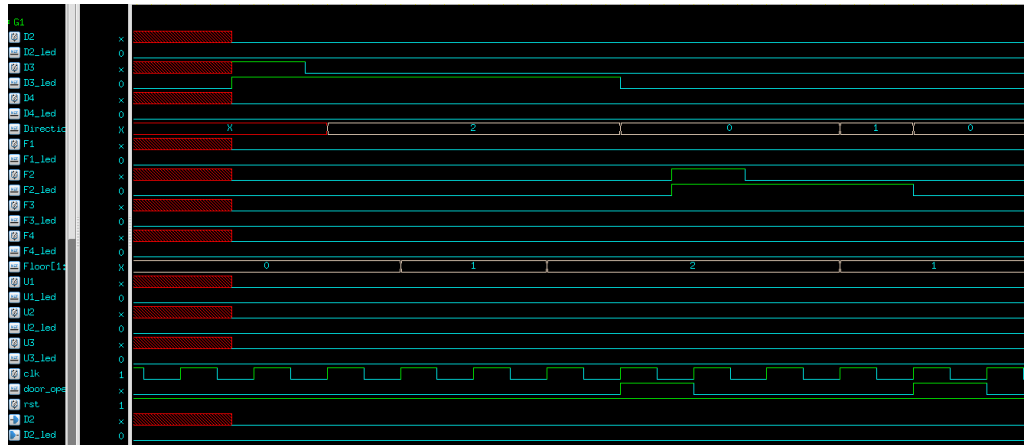 G1
D2 x
D2_led 0
D3 x
D3_led 0
D4 x
D4_led 0
Directic X X 2 0 1 0
F1 x
F1_led 0
F2 x
F2_led 0
F3 x
F3_led 0
F4 x
F4_led 0
Floor[1: X 0 1 2 1
U1 x
U1_led 0
U2 x
U2_led 0
U3 x
U3_led 0
clk 1
door_ope x
rst 1
D2 x
D2_led 0